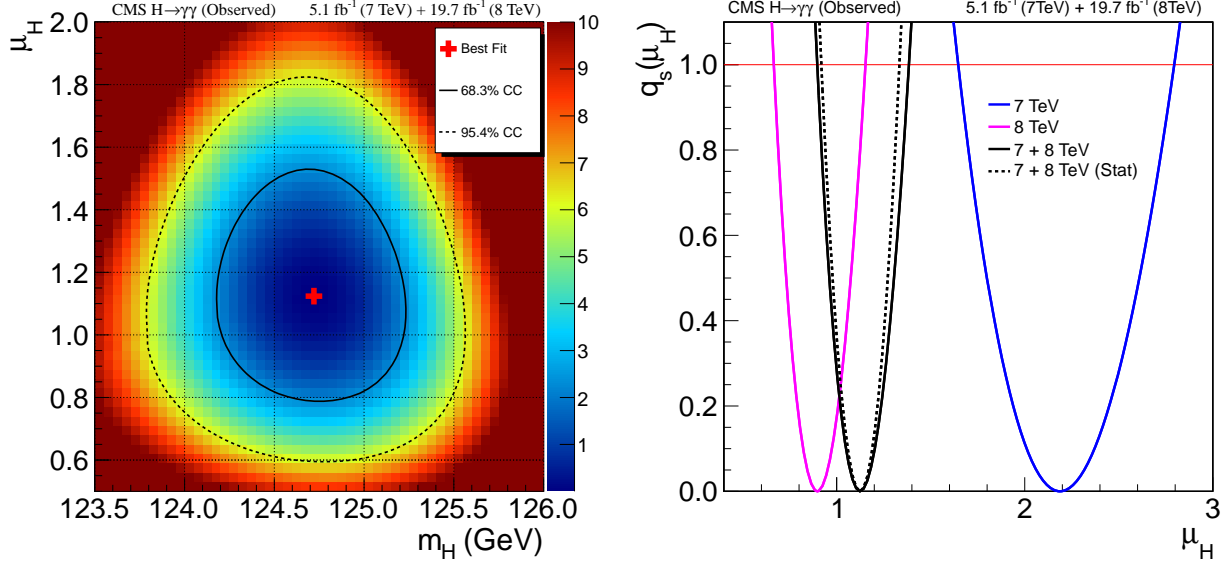 CMS H→γγ (Observed) 5.1 fb⁻¹ (7 TeV) + 19.7 fb⁻¹ (8 TeV)
μ_H
2.0
1.8
1.6
1.4
1.2
1.0
0.8
0.6
Best Fit
68.3% CC
95.4% CC
10
9
8
7
6
5
4
3
2
1
123.5 124.0 124.5 125.0 125.5 126.0
m_H (GeV)
CMS H→γγ (Observed) 5.1 fb⁻¹ (7TeV) + 19.7 fb⁻¹ (8TeV)
q_s(μ_H)
1.0
0.8
0.6
0.4
0.2
0.0
7 TeV
8 TeV
7 + 8 TeV
7 + 8 TeV (Stat)
1 2 3
μ_H